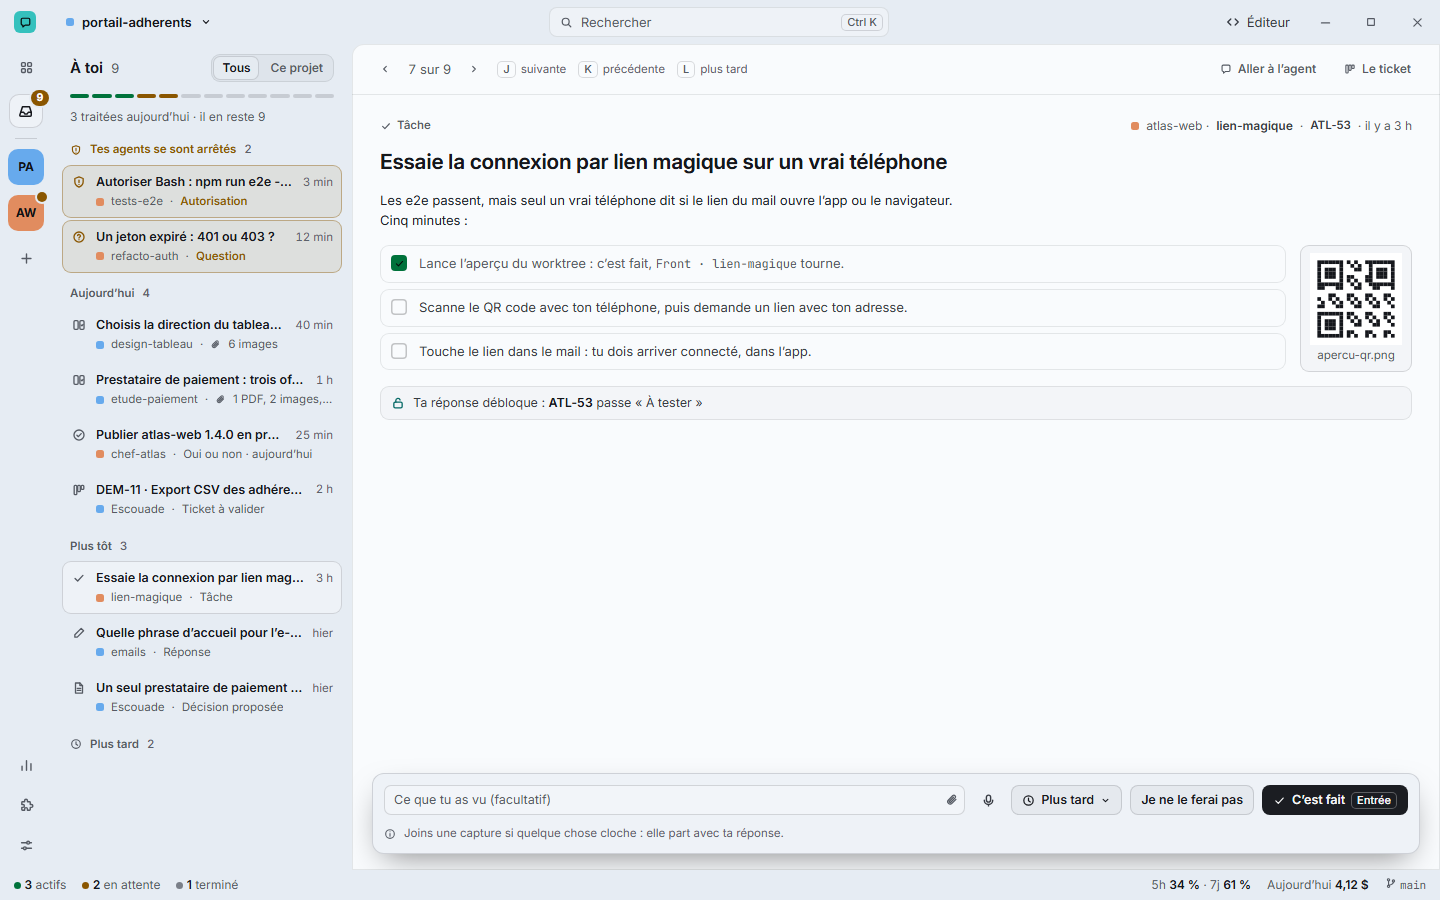 portail-adherents
Rechercher
Ctrl K
Éditeur
À toi 9
Tous
Ce projet
3 traitées aujourd’hui · il en reste 9
9
PA
AW
Tes agents se sont arrêtés 2
Autoriser Bash : npm run e2e -... 3 min
tests-e2e · Autorisation
Un jeton expiré : 401 ou 403 ? 12 min
refacto-auth · Question
Aujourd’hui 4
Choisis la direction du tablea... 40 min
design-tableau · 6 images
Prestataire de paiement : trois of... 1 h
etude-paiement · 1 PDF, 2 images,...
Publier atlas-web 1.4.0 en pr... 25 min
chef-atlas · Oui ou non · aujourd’hui
DEM-11 · Export CSV des adhére... 2 h
Escouade · Ticket à valider
Plus tôt 3
Essaie la connexion par lien mag... 3 h
lien-magique · Tâche
Quelle phrase d’accueil pour l’e-... hier
emails · Réponse
Un seul prestataire de paiement ... hier
Escouade · Décision proposée
Plus tard 2
7 sur 9
J suivante
K précédente
L plus tard
Aller à l’agent
Le ticket
Tâche
atlas-web · lien-magique · ATL-53 · il y a 3 h
Essaie la connexion par lien magique sur un vrai téléphone
Les e2e passent, mais seul un vrai téléphone dit si le lien du mail ouvre l’app ou le navigateur.
Cinq minutes :
Lance l’aperçu du worktree : c’est fait, Front · lien-magique tourne.
Scanne le QR code avec ton téléphone, puis demande un lien avec ton adresse.
Touche le lien dans le mail : tu dois arriver connecté, dans l’app.
apercu-qr.png
Ta réponse débloque : ATL-53 passe « À tester »
Ce que tu as vu (facultatif)
Plus tard
Je ne le ferai pas
C’est fait Entrée
Joins une capture si quelque chose cloche : elle part avec ta réponse.
3 actifs
2 en attente
1 terminé
5h 34 % · 7j 61 %
Aujourd’hui 4,12 $
main